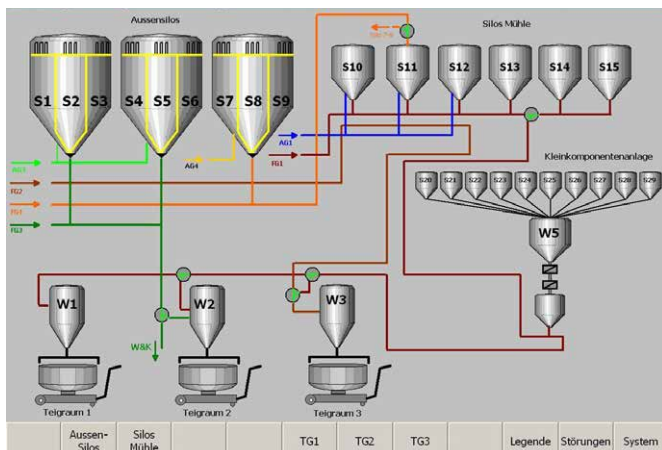 Aussensilos
Silos Mühle
S1 S2 S3
S4 S5 S6
S7 S8 S9
S10
S11
S12
S13
S14
S15
AG4
AG1
FG1
FG2
FG3
Kleinkomponentenanlage
S20
S21
S22
S23
S24
S25
S26
S27
S28
S29
W5
W1
W2
W3
W&K
Teigraum 1
Teigraum 2
Teigraum 3
Aussen-
Silos
Silos
Mühle
TG1
TG2
TG3
Legende
Störungen
System